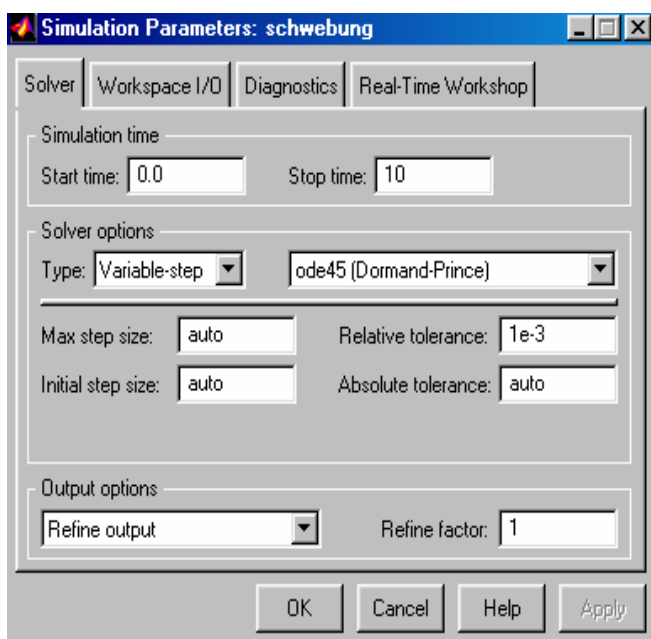 Simulation Parameters: schwebung
Solver Workspace I/O Diagnostics Real-Time Workshop
Simulation time
Start time: 0.0 Stop time: 10
Solver options
Type: Variable-step ode45 (Dormand-Prince)
Max step size: auto Relative tolerance: 1e-3
Initial step size: auto Absolute tolerance: auto
Output options
Refine output Refine factor: 1
OK Cancel Help Apply